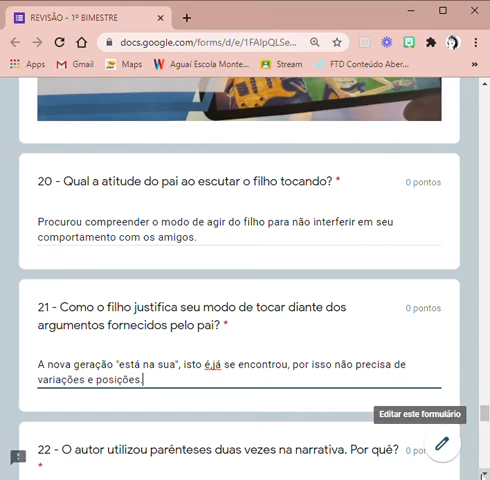 REVISÃO - 1º BIMESTRE
docs.google.com/forms/d/e/1FAIpQLSe...
Apps Gmail Maps Aguaí Escola Monte... Stream FTD Conteúdo Aber...
20 - Qual a atitude do pai ao escutar o filho tocando? * 0 pontos
Procurou compreender o modo de agir do filho para não interferir em seu
comportamento com os amigos.
21 - Como o filho justifica seu modo de tocar diante dos 0 pontos
argumentos fornecidos pelo pai? *
A nova geração "está na sua", isto é,já se encontrou, por isso não precisa de
variações e posições.
Editar este formulário
22 - O autor utilizou parênteses duas vezes na narrativa. Por quê? 0
*